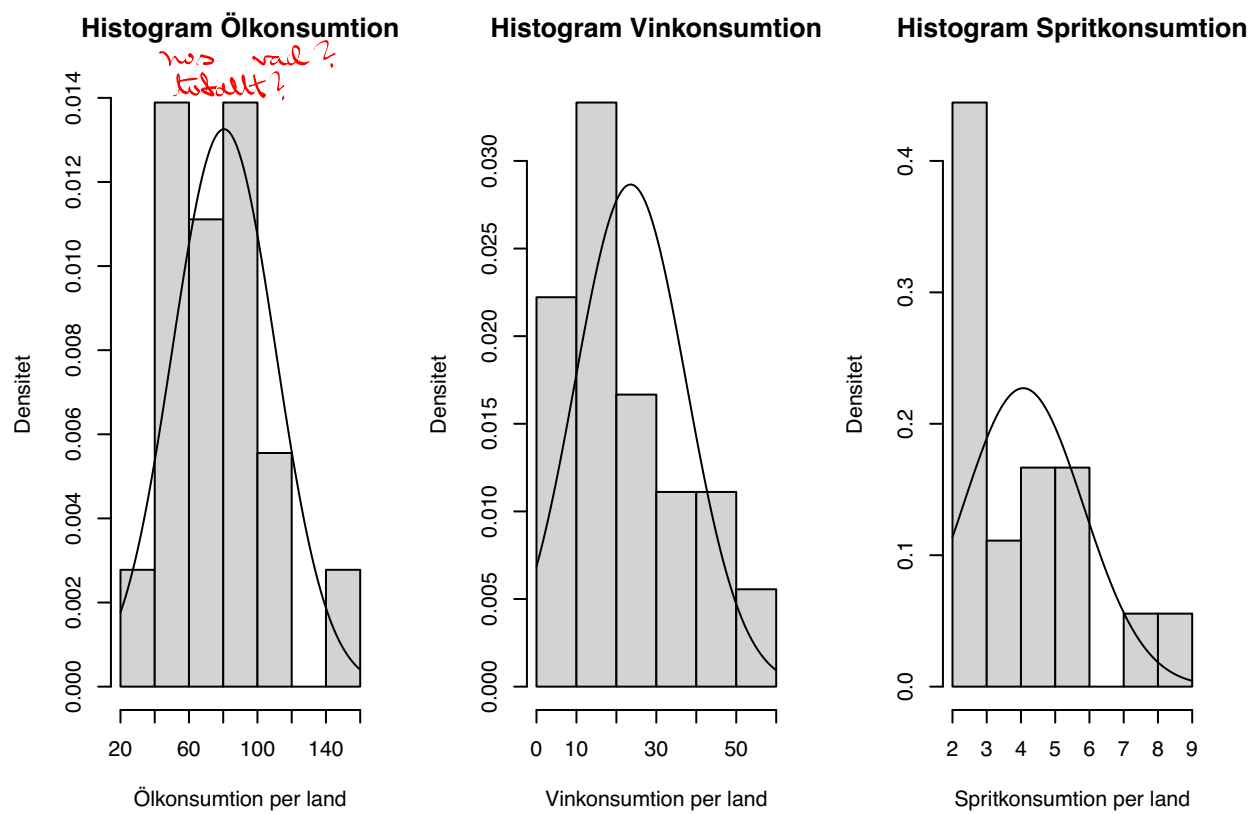 Histogram Ölkonsumtion
hos vad?
totallt?
Densitet
0.000 0.002 0.004 0.006 0.008 0.010 0.012 0.014
20 60 100 140
Ölkonsumtion per land
Histogram Vinkonsumtion
Densitet
0.000 0.005 0.010 0.015 0.020 0.025 0.030
0 10 30 50
Vinkonsumtion per land
Histogram Spritkonsumtion
Densitet
0.0 0.1 0.2 0.3 0.4
2 3 4 5 6 7 8 9
Spritkonsumtion per land